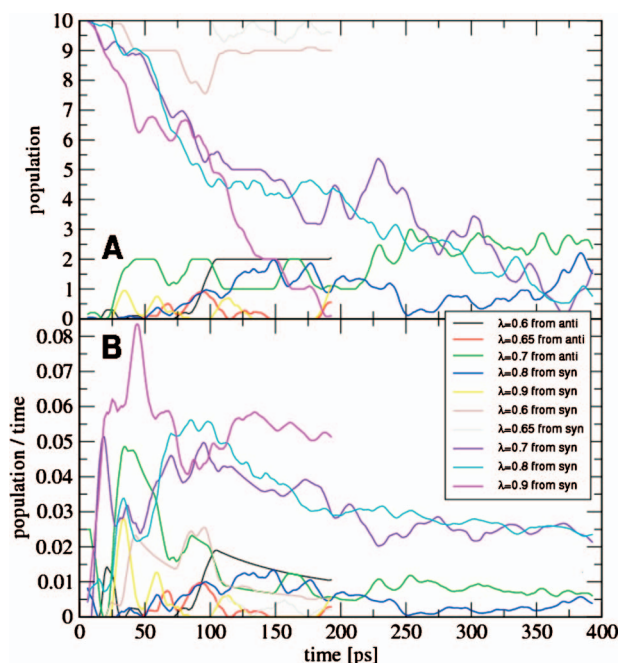 10
9
8
7
6
5
4
3
2
1
0
population
A
0.08
0.07
0.06
0.05
0.04
0.03
0.02
0.01
0
population / time
B
λ=0.6 from anti
λ=0.65 from anti
λ=0.7 from anti
λ=0.8 from syn
λ=0.9 from syn
λ=0.6 from syn
λ=0.65 from syn
λ=0.7 from syn
λ=0.8 from syn
λ=0.9 from syn
0 50 100 150 200 250 300 350 400
time [ps]